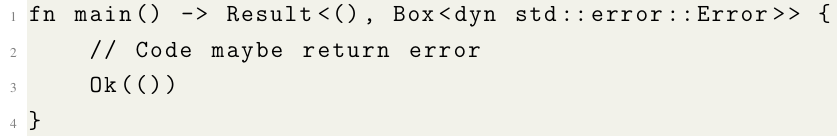 1 fn main() -> Result<(), Box<dyn std::error::Error>> {
2     // Code maybe return error
3     Ok(())
4 }